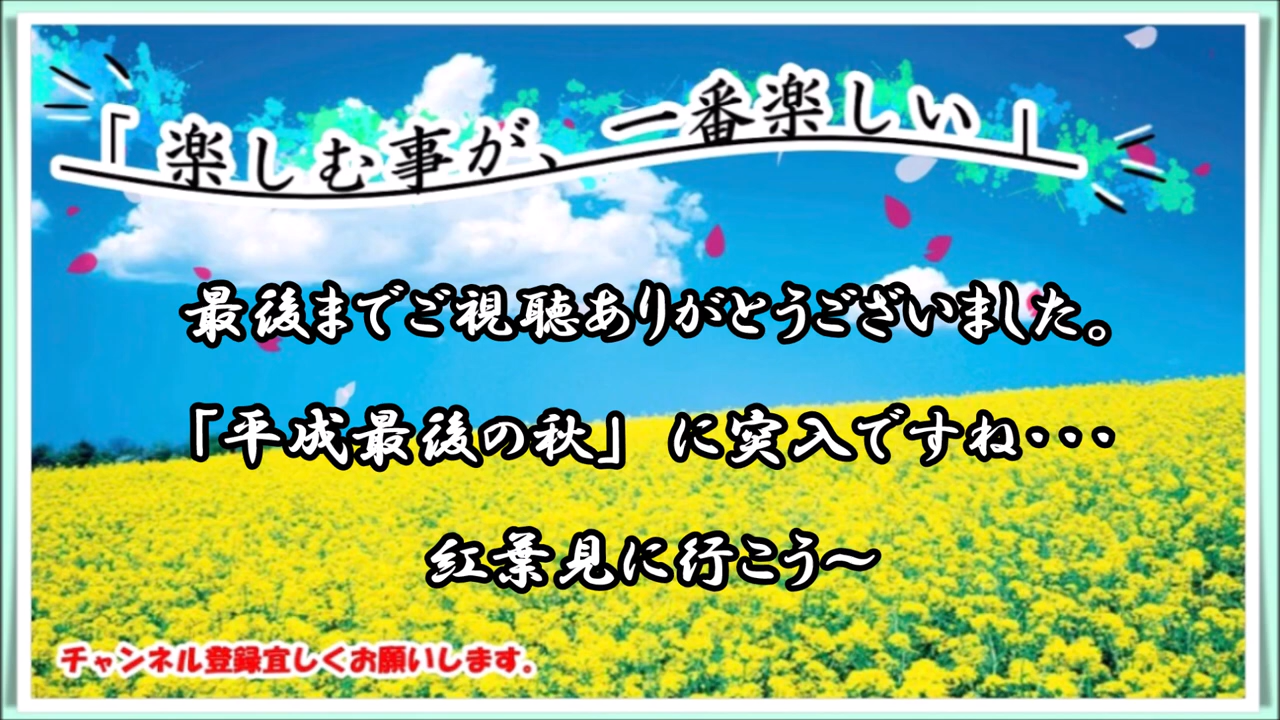 「楽しむ事が、一番楽しい」
最後までご視聴ありがとうございました。
「平成最後の秋」に突入ですね・・・
紅葉見に行こう～
チャンネル登録宜しくお願いします。